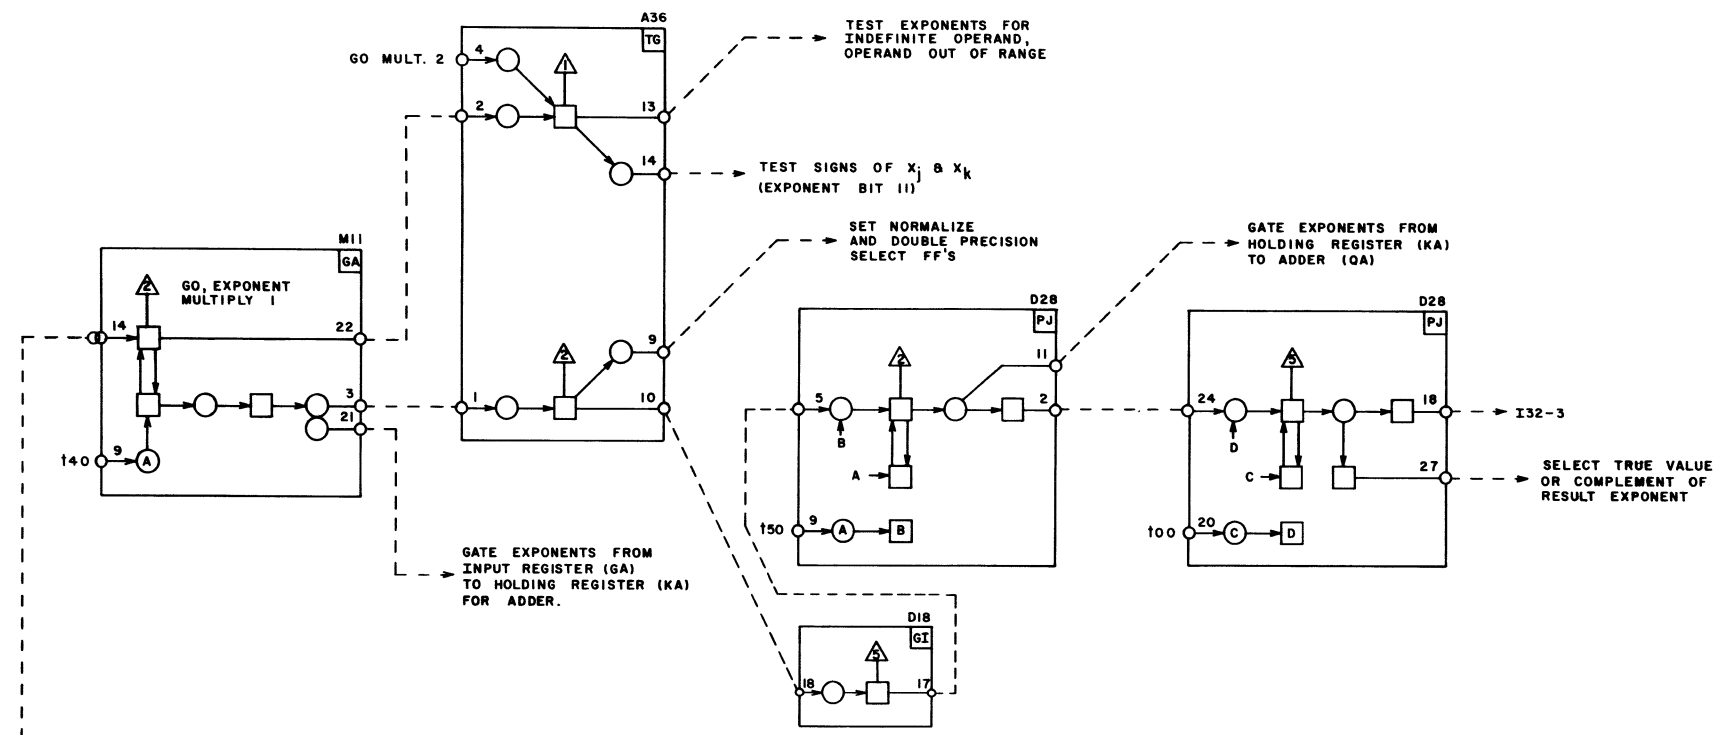 A36
TG
TEST EXPONENTS FOR
INDEFINITE OPERAND,
OPERAND OUT OF RANGE
GO MULT. 2
4
1
2
13
14
TEST SIGNS OF Xj & Xk
(EXPONENT BIT 11)
SET NORMALIZE
AND DOUBLE PRECISION
SELECT FF'S
2
9
1
10
M11
GA
2
GO, EXPONENT
MULTIPLY 1
14
22
3
21
9
t40
A
GATE EXPONENTS FROM
INPUT REGISTER (GA)
TO HOLDING REGISTER (KA)
FOR ADDER.
GATE EXPONENTS FROM
HOLDING REGISTER (KA)
TO ADDER (QA)
D28
PJ
2
11
5
2
B
A
t50
9
A
B
D28
PJ
5
24
18
I32-3
D
C
27
SELECT TRUE VALUE
OR COMPLEMENT OF
RESULT EXPONENT
t00
20
C
D
D18
GI
5
18
17